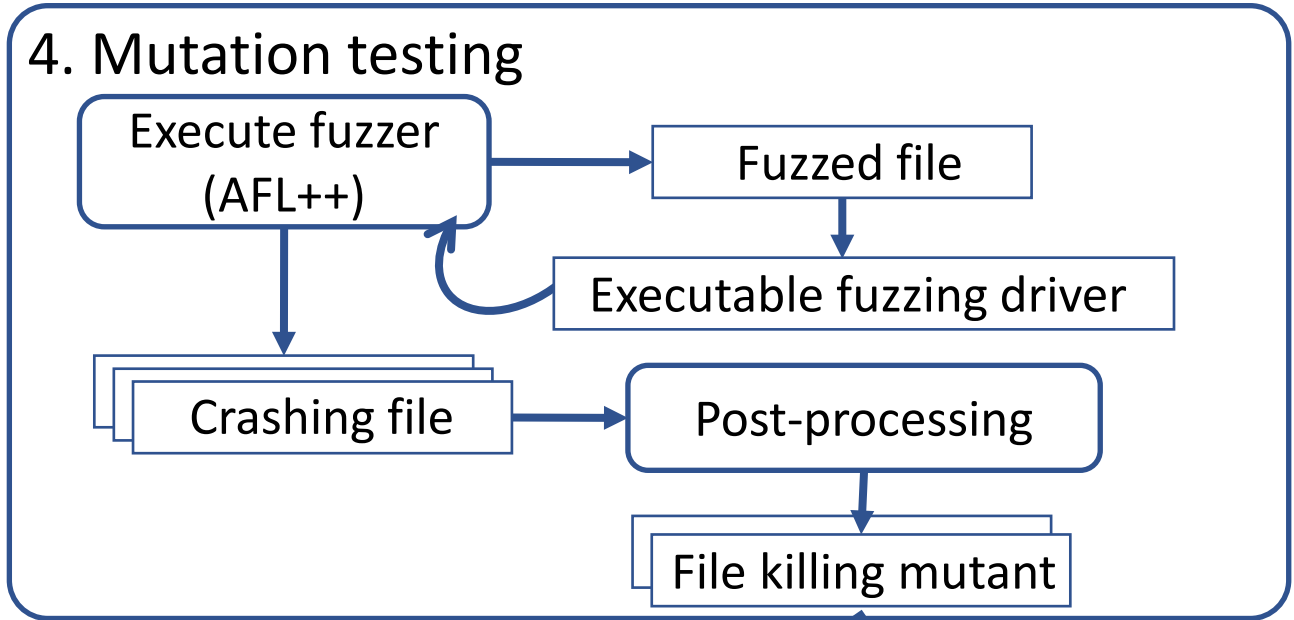 4. Mutation testing
Execute fuzzer
(AFL++)
Fuzzed file
Executable fuzzing driver
Crashing file
Post-processing
File killing mutant